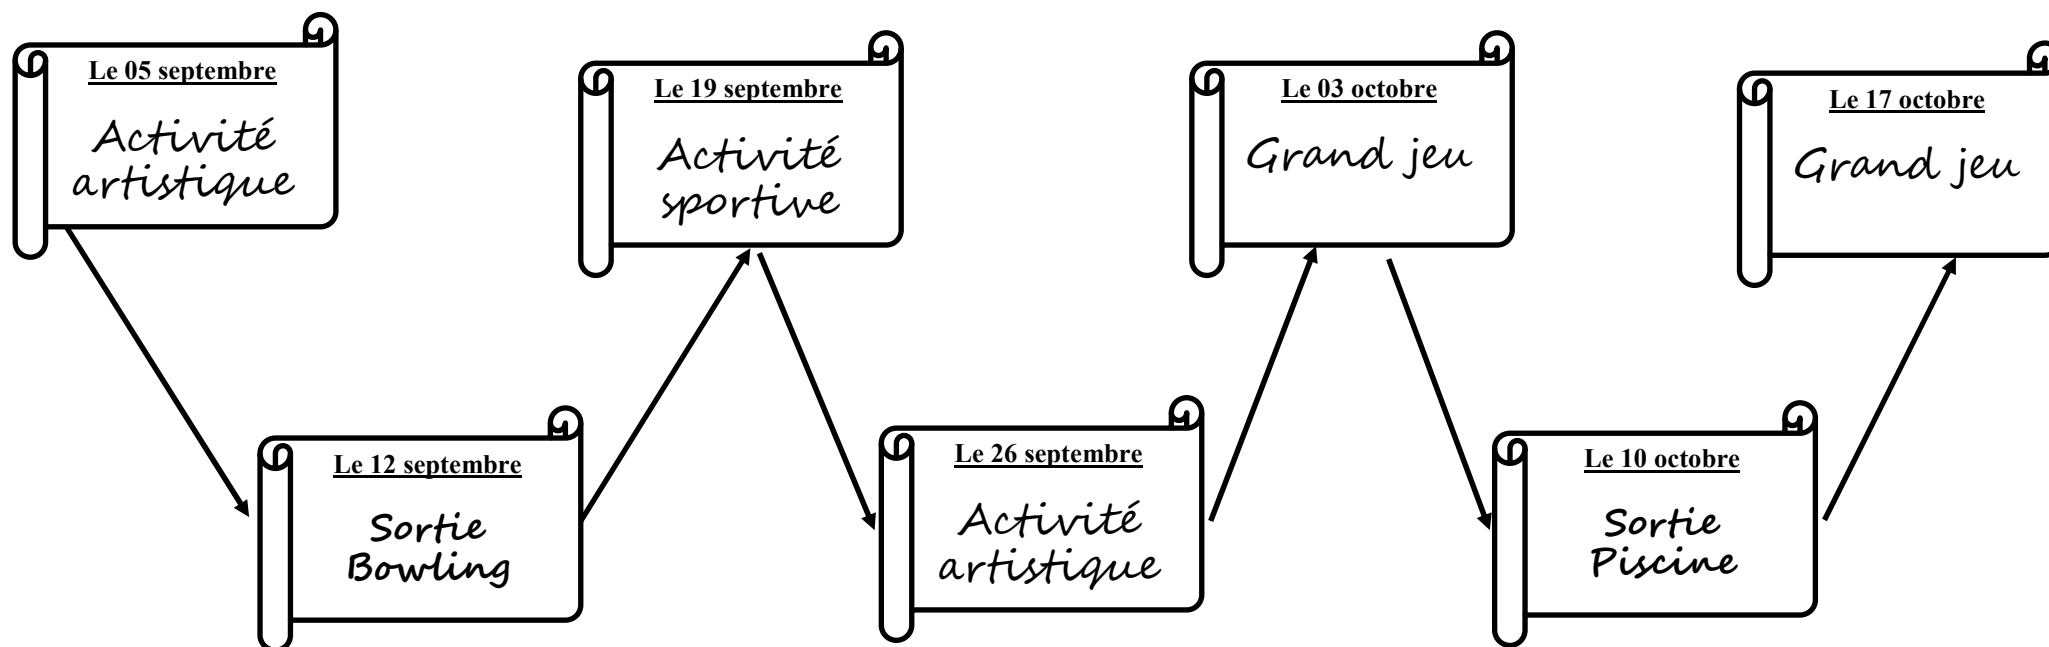 Le 05 septembre
Activité
artistique
Le 12 septembre
Sortie
Bowling
Le 19 septembre
Activité
sportive
Le 26 septembre
Activité
artistique
Le 03 octobre
Grand jeu
Le 10 octobre
Sortie
Piscine
Le 17 octobre
Grand jeu